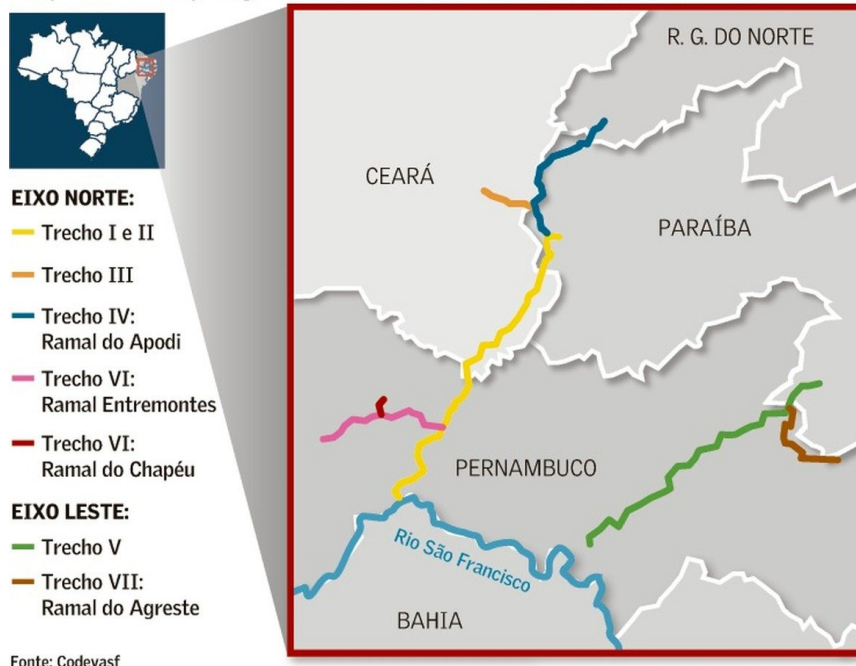 EIXO NORTE:
Trecho I e II
Trecho III
Trecho IV:
Ramal do Apodi
Trecho VI:
Ramal Entremontes
Trecho VI:
Ramal do Chapéu
EIXO LESTE:
Trecho V
Trecho VII:
Ramal do Agreste
Fonte: Codevasf
R. G. DO NORTE
CEARÁ
PARAÍBA
PERNAMBUCO
Rio São Francisco
BAHIA